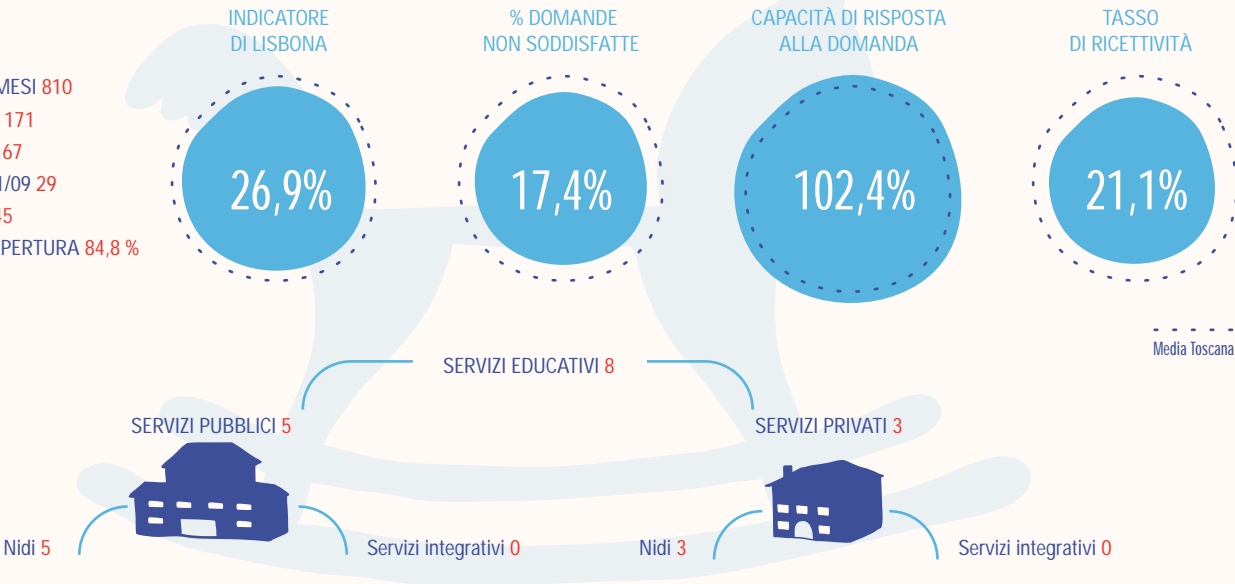 INDICATORE
DI LISBONA
% DOMANDE
NON SODDISFATTE
CAPACITÀ DI RISPOSTA
ALLA DOMANDA
TASSO
DI RICETTIVITÀ
MESI 810
171
67
1/09 29
45
PERTURA 84,8 %
26,9%
17,4%
102,4%
21,1%
Media Toscana
SERVIZI EDUCATIVI 8
SERVIZI PUBBLICI 5
SERVIZI PRIVATI 3
Nidi 5
Servizi integrativi 0
Nidi 3
Servizi integrativi 0